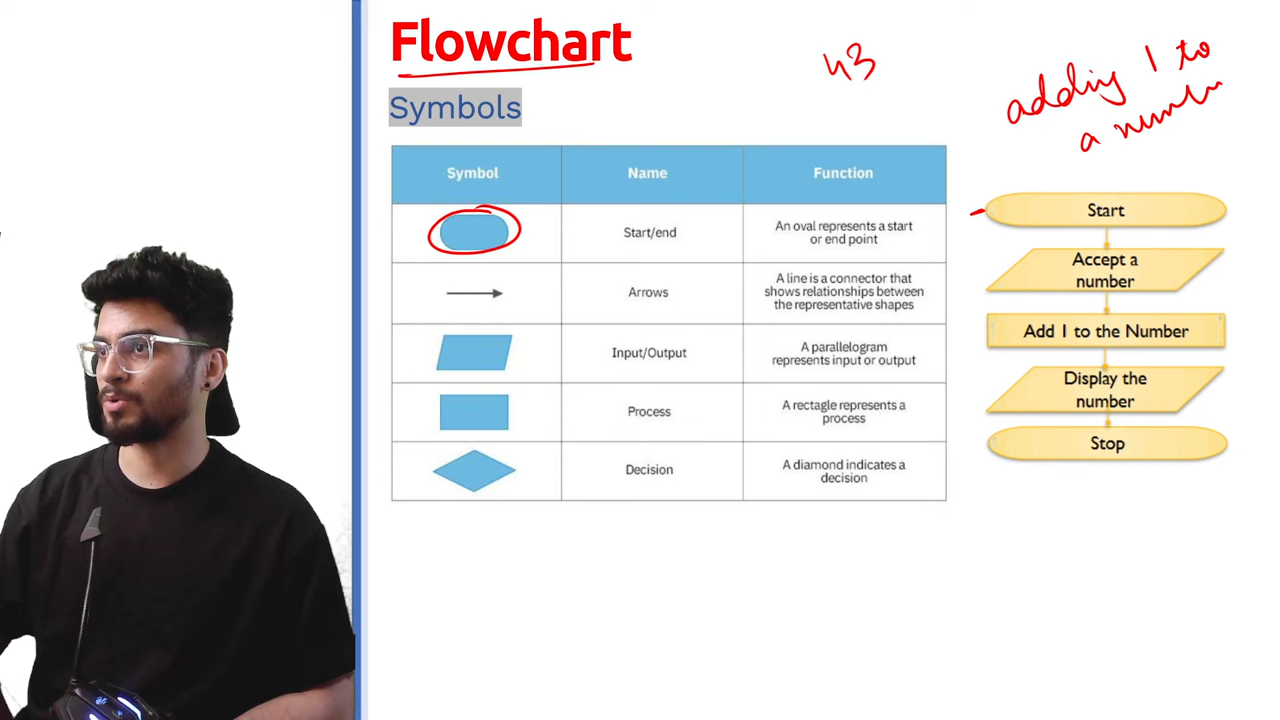 Flowchart
43
adding 1 to
a number
Symbols
Symbol Name Function
Start/end
An oval represents a start
or end point
Arrows
A line is a connector that
shows relationships between
the representative shapes
Input/Output
A parallelogram
represents input or output
Process
A rectagle represents a
process
Decision
A diamond indicates a
decision
Start
Accept a
number
Add 1 to the Number
Display the
number
Stop